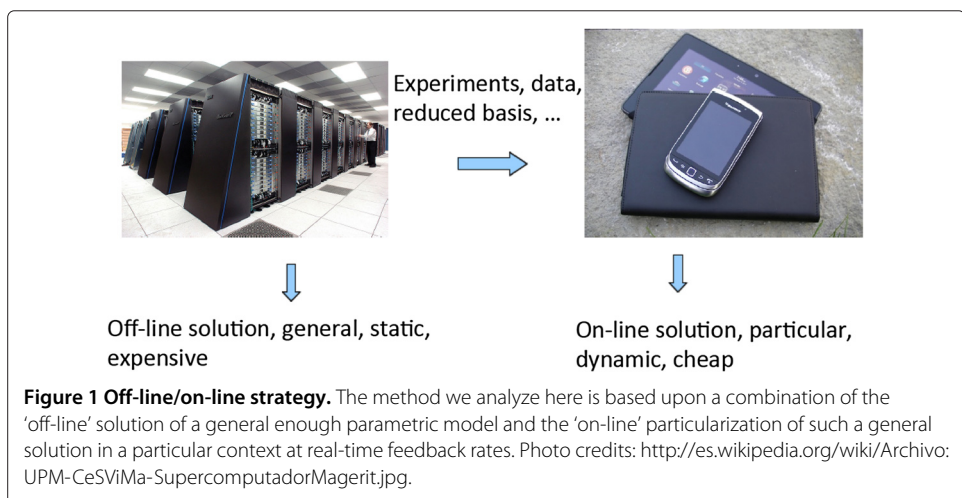 Experiments, data,
reduced basis, ...
Off-line solution, general, static,
expensive
On-line solution, particular,
dynamic, cheap
Figure 1 Off-line/on-line strategy. The method we analyze here is based upon a combination of the
'off-line' solution of a general enough parametric model and the 'on-line' particularization of such a general
solution in a particular context at real-time feedback rates. Photo credits: http://es.wikipedia.org/wiki/Archivo:
UPM-CeSViMa-SupercomputadorMagerit.jpg.